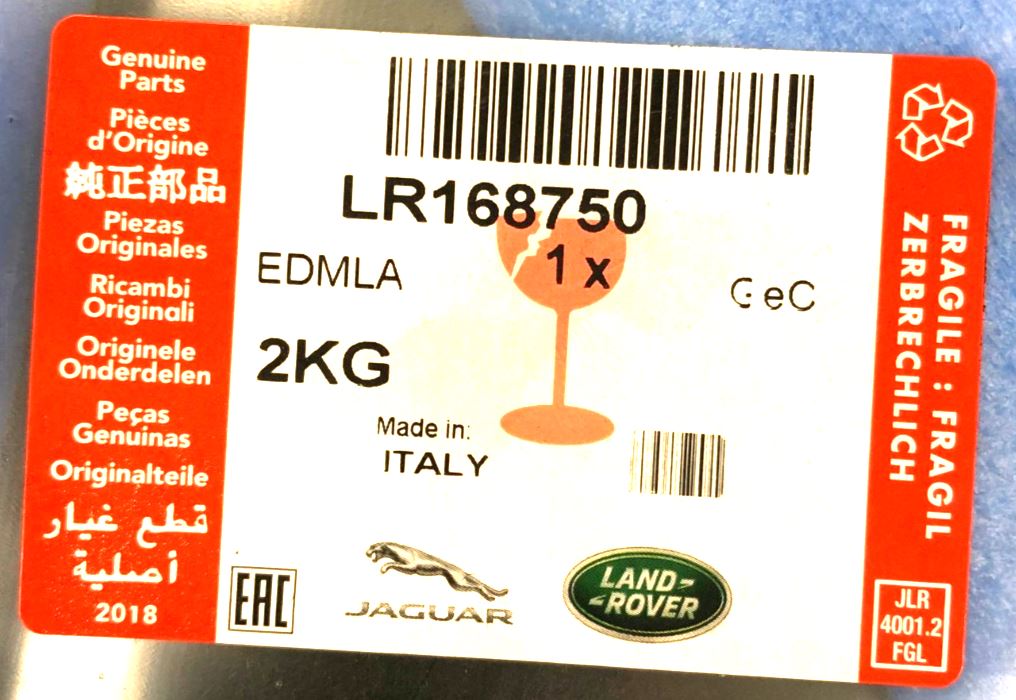 Genuine
Parts
Pièces
d'Origine
純正部品
Piezas
Originales
Ricambi
Originali
Originele
Onderdelen
Peças
Genuinas
Originalteile
قطع غيار
أصلية
2018
LR168750
1 x
EDMLA
GeC
2KG
Made in:
ITALY
EAC
JAGUAR
LAND-
-ROVER
FRAGILE : FRAGIL
ZERBRECHLICH
JLR
4001.2
FGL